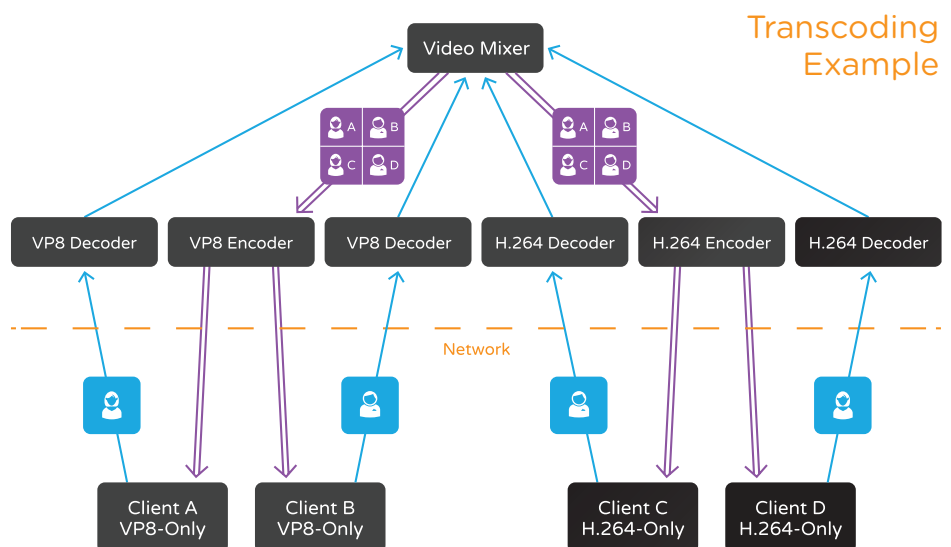 Transcoding
Example
Video Mixer
A B A B
C D C D
VP8 Decoder VP8 Encoder VP8 Decoder H.264 Decoder H.264 Encoder H.264 Decoder
Network
Client A Client B Client C Client D
VP8-Only VP8-Only H.264-Only H.264-Only